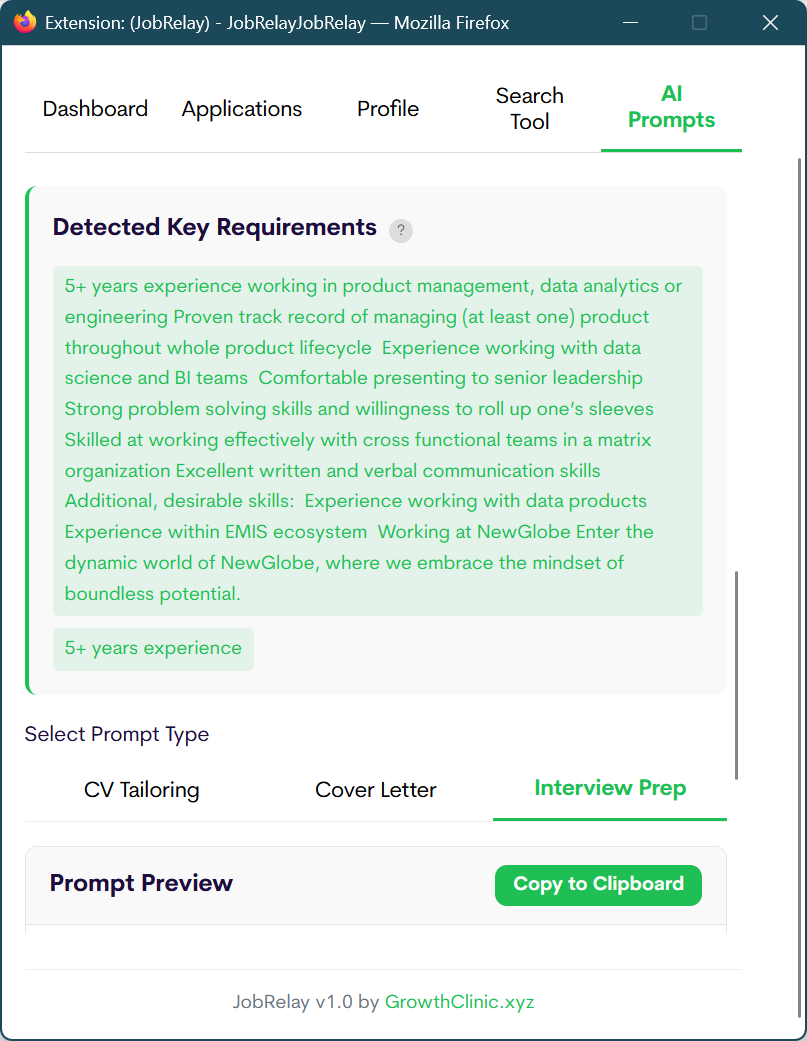 Extension: (JobRelay) - JobRelayJobRelay — Mozilla Firefox
Dashboard
Applications
Profile
Search
Tool
AI
Prompts
Detected Key Requirements ?
5+ years experience working in product management, data analytics or
engineering Proven track record of managing (at least one) product
throughout whole product lifecycle  Experience working with data
science and BI teams  Comfortable presenting to senior leadership
Strong problem solving skills and willingness to roll up one’s sleeves
Skilled at working effectively with cross functional teams in a matrix
organization Excellent written and verbal communication skills
Additional, desirable skills:  Experience working with data products
Experience within EMIS ecosystem  Working at NewGlobe Enter the
dynamic world of NewGlobe, where we embrace the mindset of
boundless potential.
5+ years experience
Select Prompt Type
CV Tailoring
Cover Letter
Interview Prep
Prompt Preview
Copy to Clipboard
JobRelay v1.0 by GrowthClinic.xyz